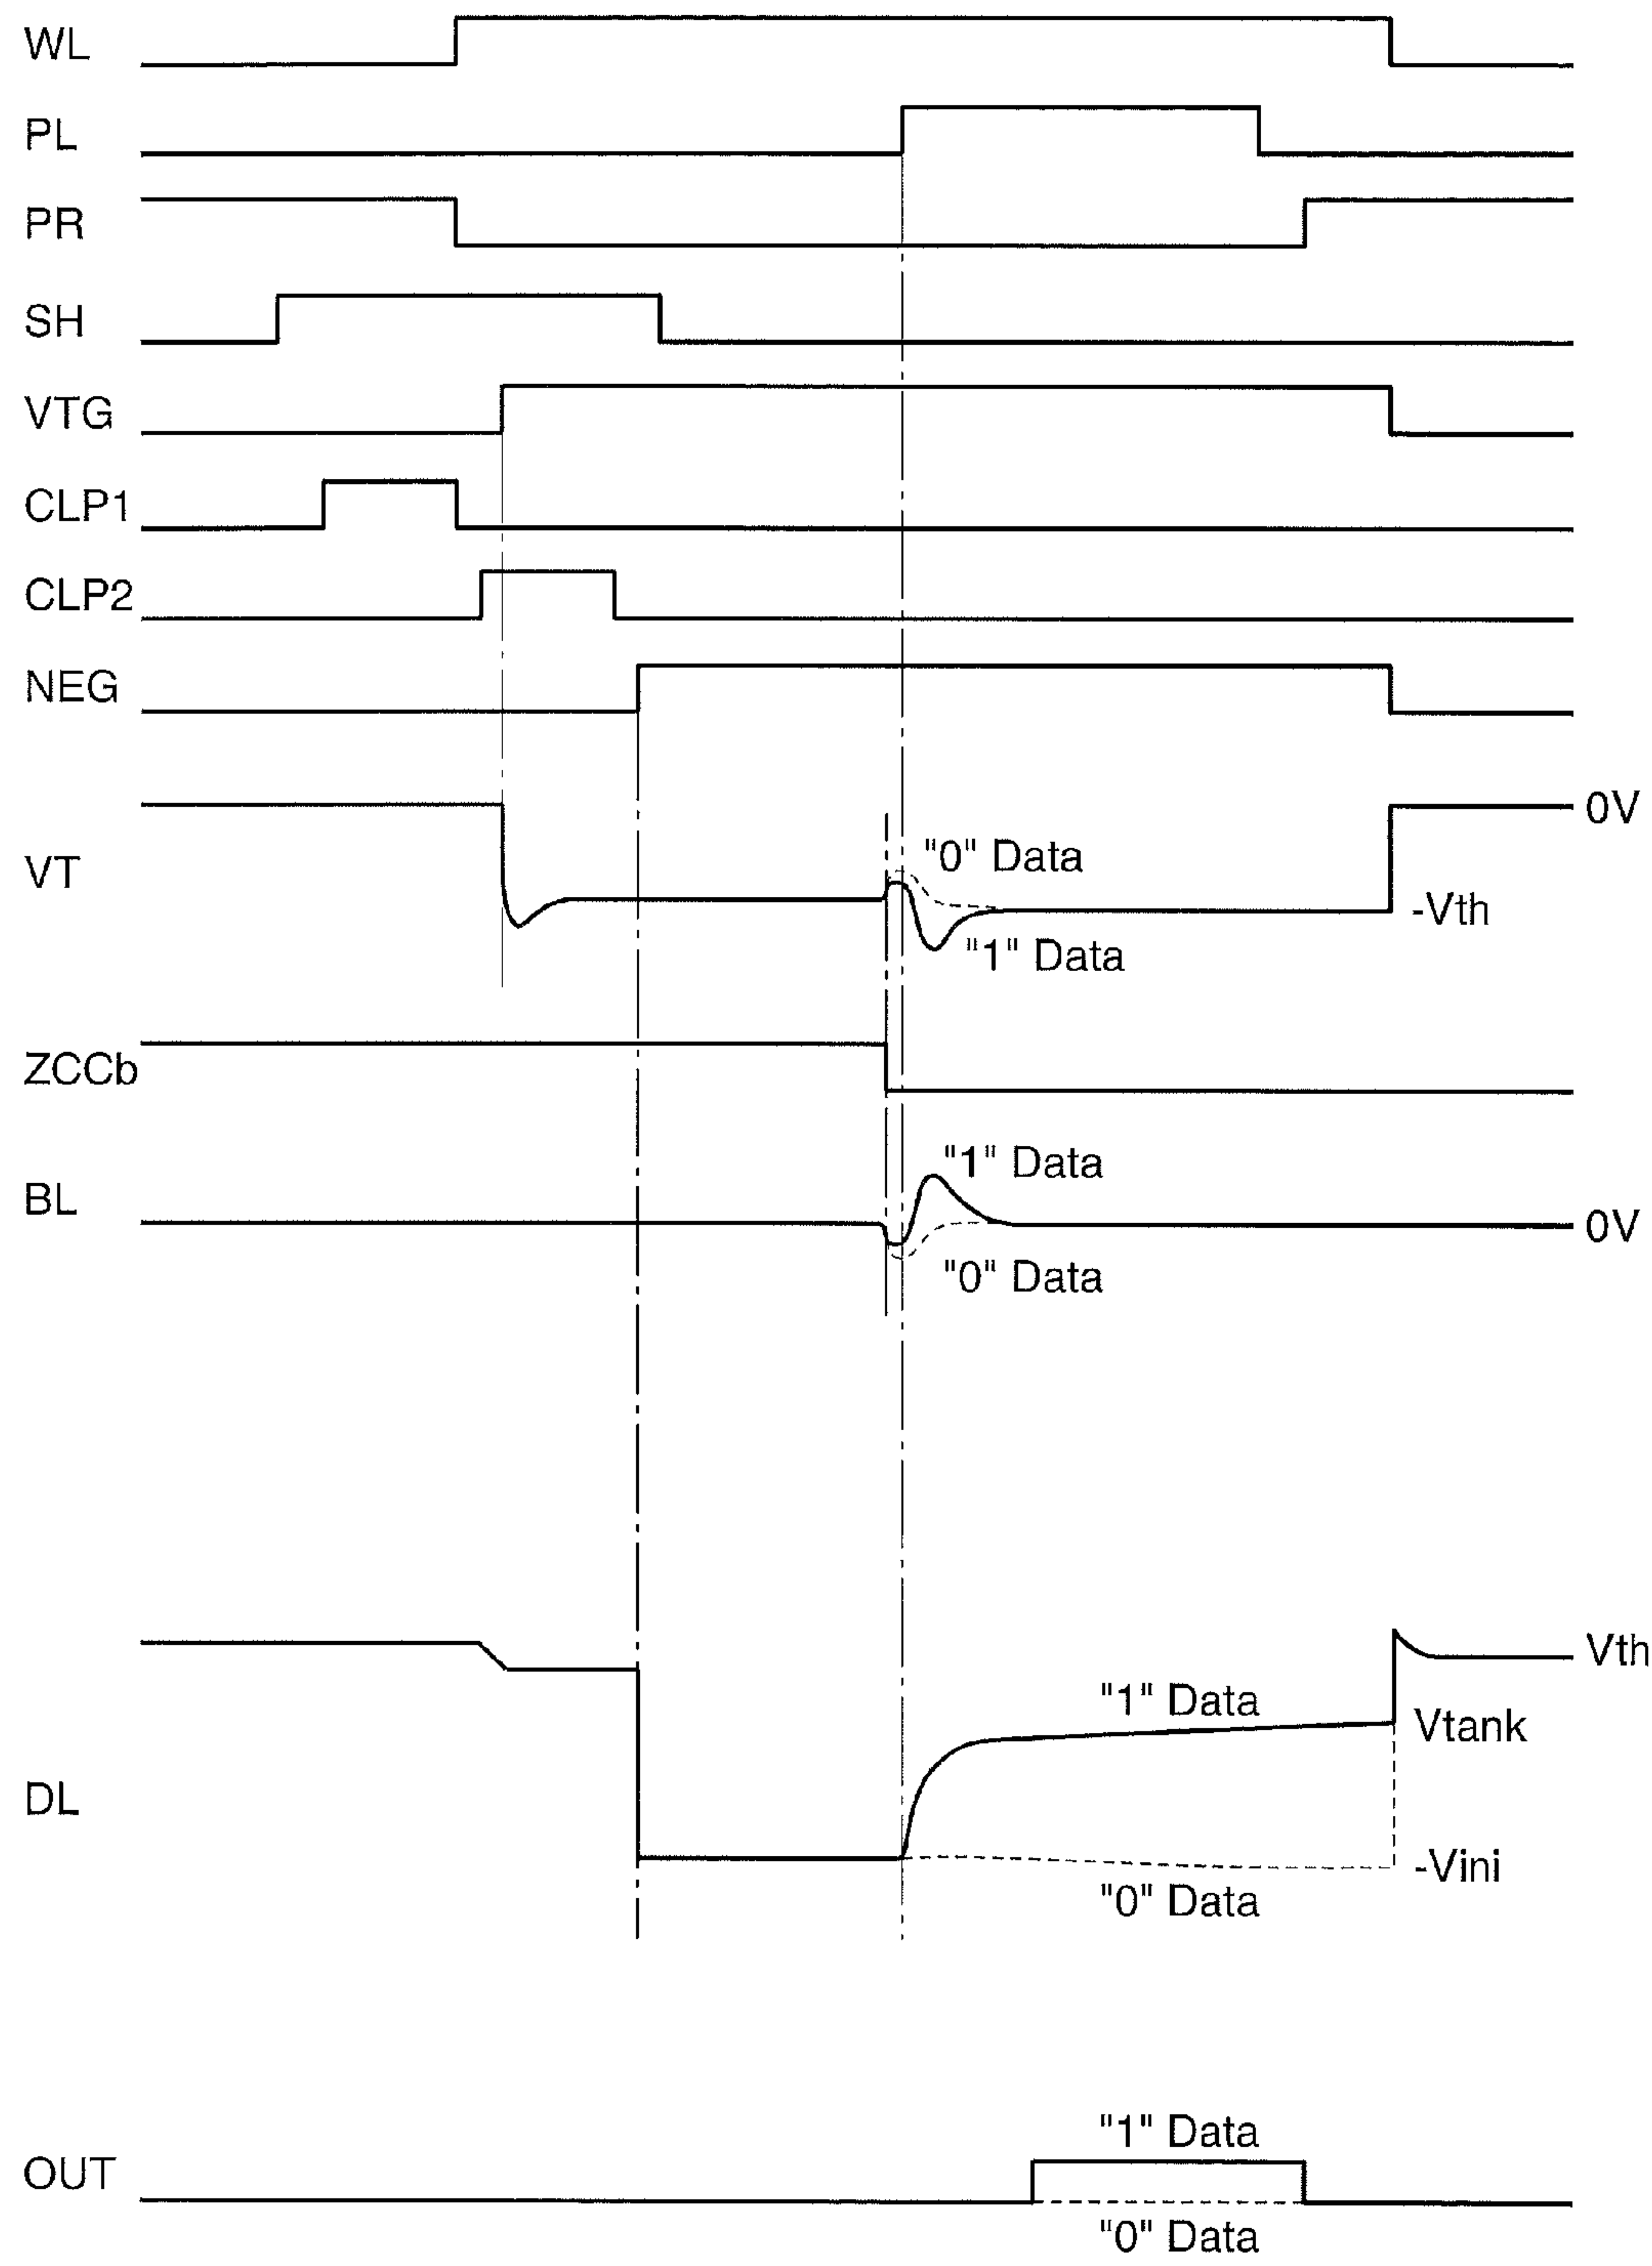 WL
PL
PR
SH
VTG
CLP1
CLP2
NEG
0V
"0" Data
VT
-Vth
"1" Data
ZCCb
"1" Data
BL
0V
"0" Data
Vth
"1" Data
Vtank
DL
-Vini
"0" Data
"1" Data
OUT
"0" Data